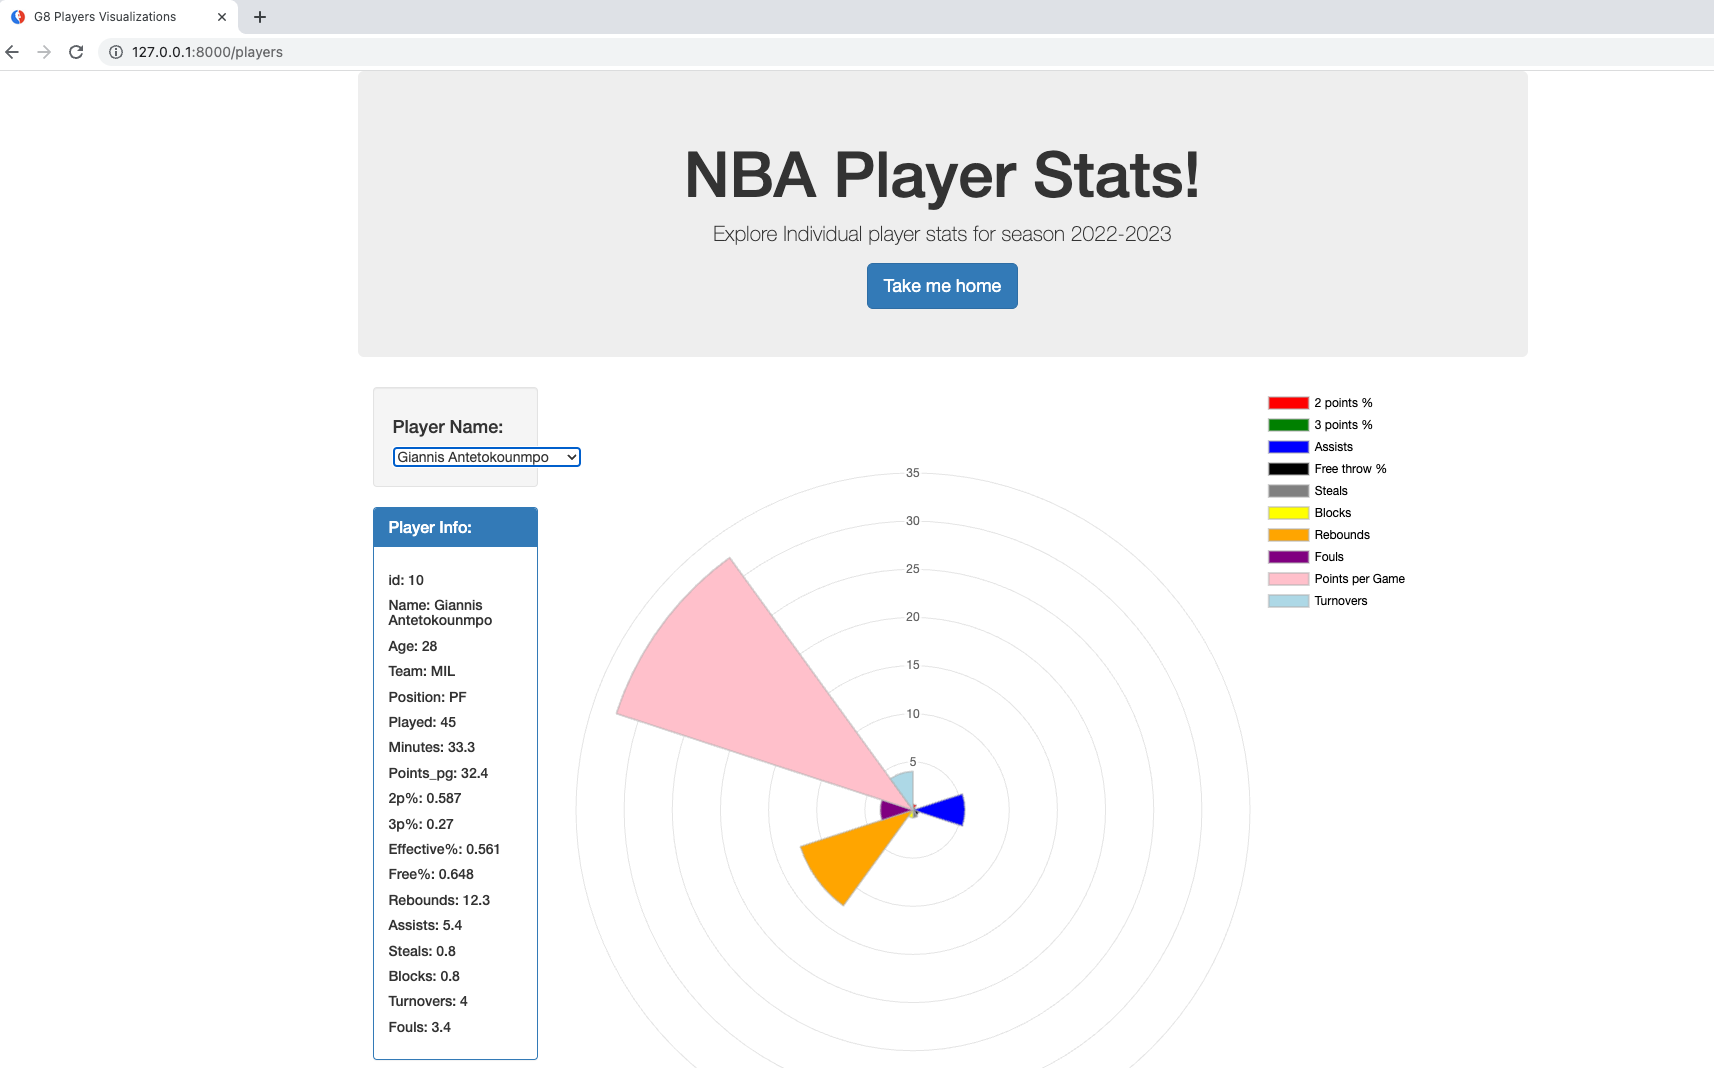 G8 Players Visualizations
127.0.0.1:8000/players
NBA Player Stats!
Explore Individual player stats for season 2022-2023
Take me home
Player Name:
Giannis Antetokounmpo
Player Info:
id: 10
Name: Giannis
Antetokounmpo
Age: 28
Team: MIL
Position: PF
Played: 45
Minutes: 33.3
Points_pg: 32.4
2p%: 0.587
3p%: 0.27
Effective%: 0.561
Free%: 0.648
Rebounds: 12.3
Assists: 5.4
Steals: 0.8
Blocks: 0.8
Turnovers: 4
Fouls: 3.4
35
30
25
20
15
10
5
2 points %
3 points %
Assists
Free throw %
Steals
Blocks
Rebounds
Fouls
Points per Game
Turnovers